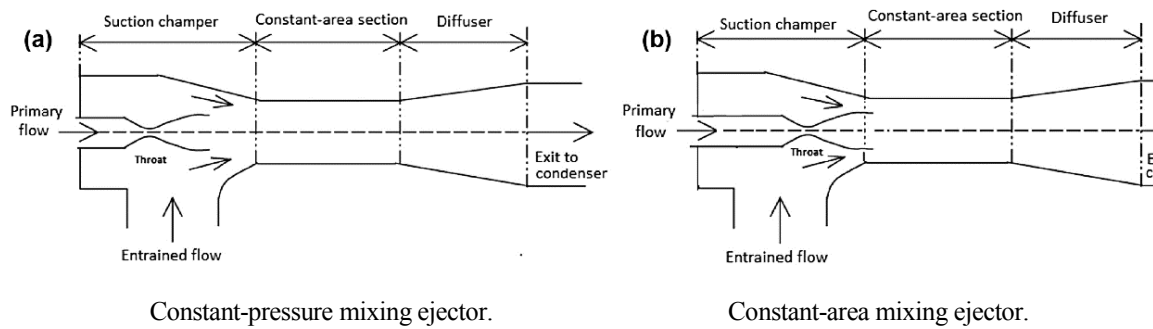 (a)
Suction champer
Constant-area section
Diffuser
Primary
flow
Throat
Exit to
condenser
Entrained flow
Constant-pressure mixing ejector.
(b)
Suction champer
Constant-area section
Diffuser
Primary
flow
Throat
Entrained flow
Constant-area mixing ejector.